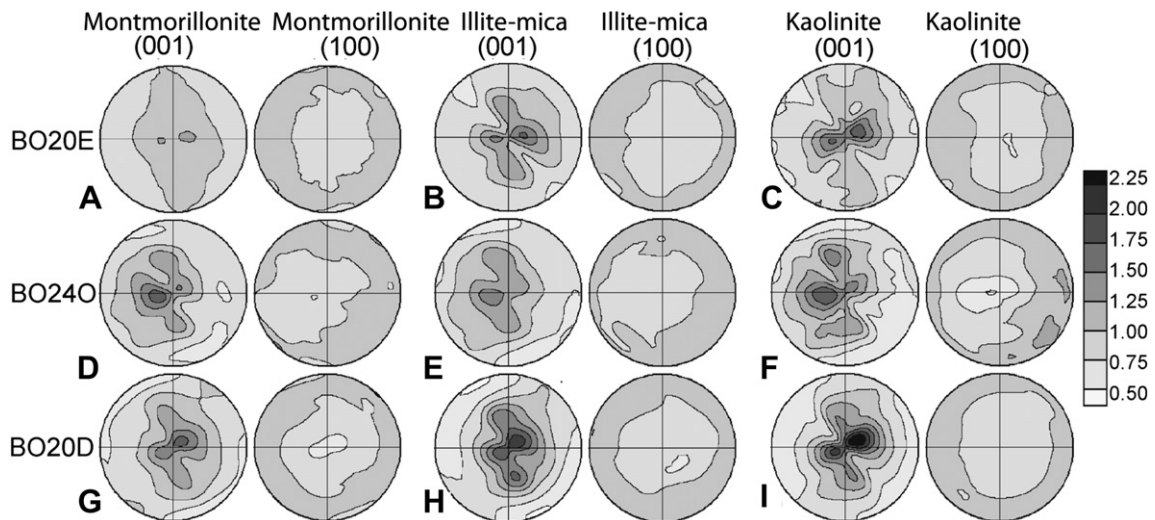 Montmorillonite Montmorillonite Illite-mica Illite-mica Kaolinite Kaolinite
(001) (100) (001) (100) (001) (100)
BO20E
A B C
BO24O
D E F
BO20D
G H I
2.25
2.00
1.75
1.50
1.25
1.00
0.75
0.50